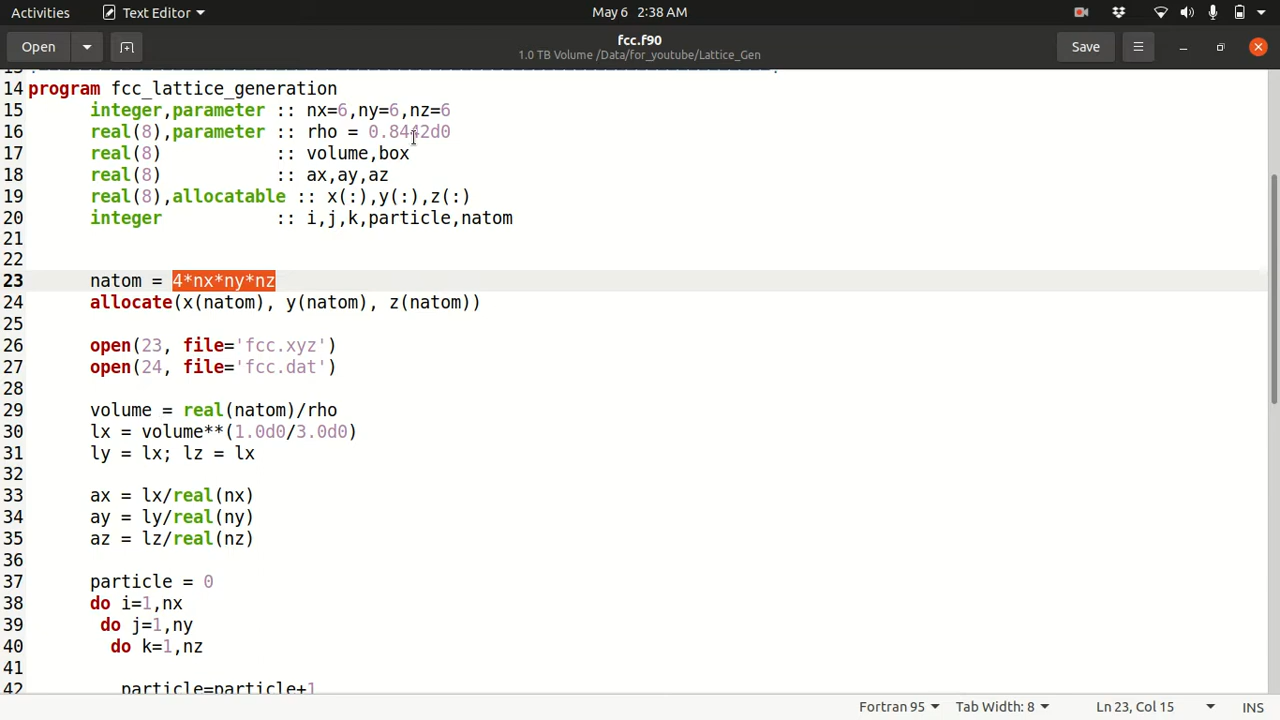 Activities
Text Editor
May 6 2:38 AM
Open
fcc.f90
1.0 TB Volume /Data/for_youtube/Lattice_Gen
Save
14 program fcc_lattice_generation
15 integer,parameter :: nx=6,ny=6,nz=6
16 real(8),parameter :: rho = 0.8442d0
17 real(8) :: volume,box
18 real(8) :: ax,ay,az
19 real(8),allocatable :: x(:),y(:),z(:)
20 integer :: i,j,k,particle,natom
21
22
23 natom = 4*nx*ny*nz
24 allocate(x(natom), y(natom), z(natom))
25
26 open(23, file='fcc.xyz')
27 open(24, file='fcc.dat')
28
29 volume = real(natom)/rho
30 lx = volume**(1.0d0/3.0d0)
31 ly = lx; lz = lx
32
33 ax = lx/real(nx)
34 ay = ly/real(ny)
35 az = lz/real(nz)
36
37 particle = 0
38 do i=1,nx
39 do j=1,ny
40 do k=1,nz
41
42 particle=particle+1
Fortran 95
Tab Width: 8
Ln 23, Col 15
INS